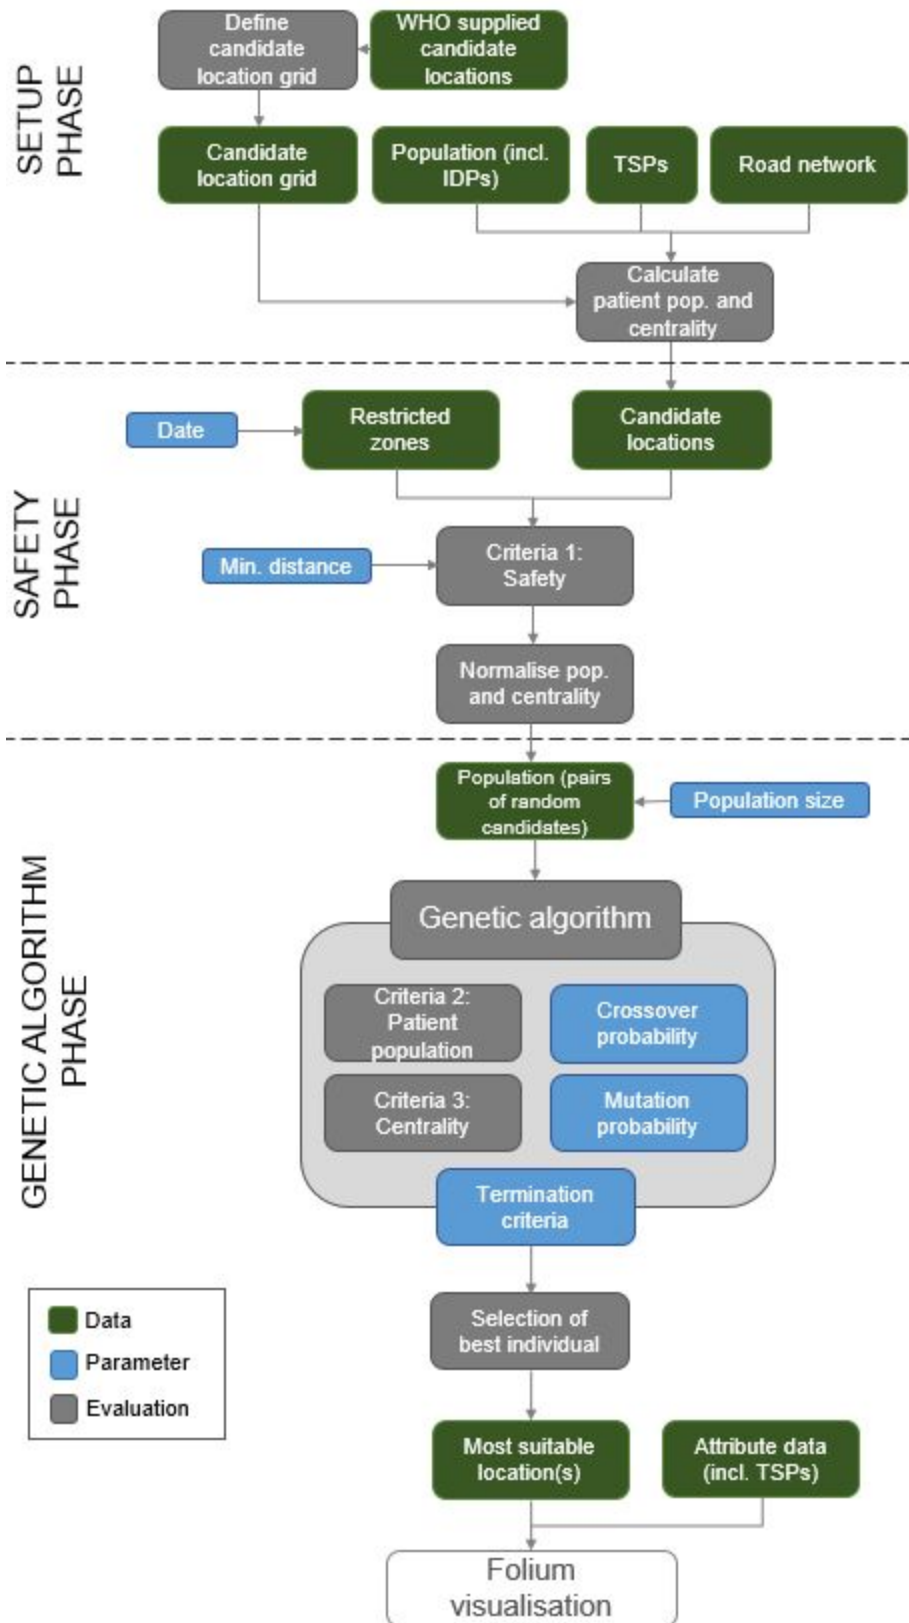 SETUP
PHASE
Define
candidate
location grid
WHO supplied
candidate
locations
Candidate
location grid
Population (incl.
IDPs)
TSPs
Road network
Calculate
patient pop. and
centrality
SAFETY
PHASE
Date
Restricted
zones
Candidate
locations
Min. distance
Criteria 1:
Safety
Normalise pop.
and centrality
GENETIC ALGORITHM
PHASE
Population (pairs
of random
candidates)
Population size
Genetic algorithm
Criteria 2:
Patient
population
Crossover
probability
Criteria 3:
Centrality
Mutation
probability
Termination
criteria
Data
Parameter
Evaluation
Selection of
best individual
Most suitable
location(s)
Attribute data
(incl. TSPs)
Folium
visualisation